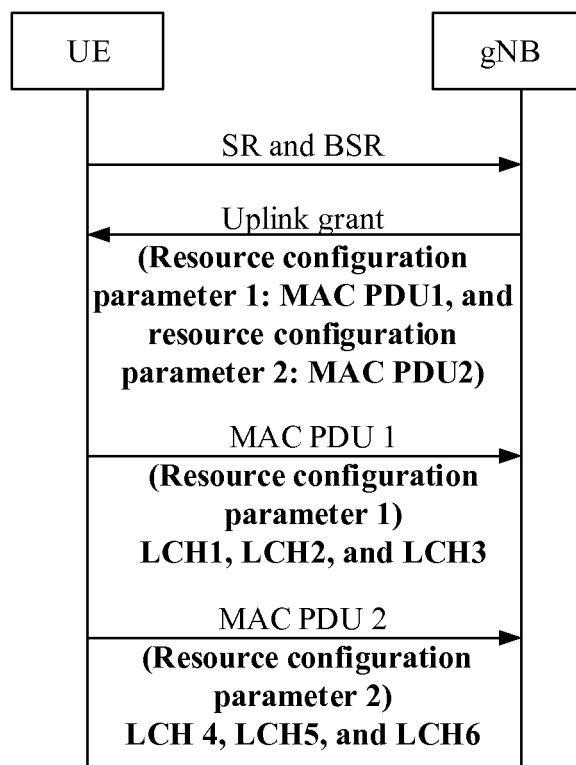 UE
gNB
SR and BSR
Uplink grant
(Resource configuration
parameter 1: MAC PDU1, and
resource configuration
parameter 2: MAC PDU2)
MAC PDU 1
(Resource configuration
parameter 1)
LCH1, LCH2, and LCH3
MAC PDU 2
(Resource configuration
parameter 2)
LCH 4, LCH5, and LCH6